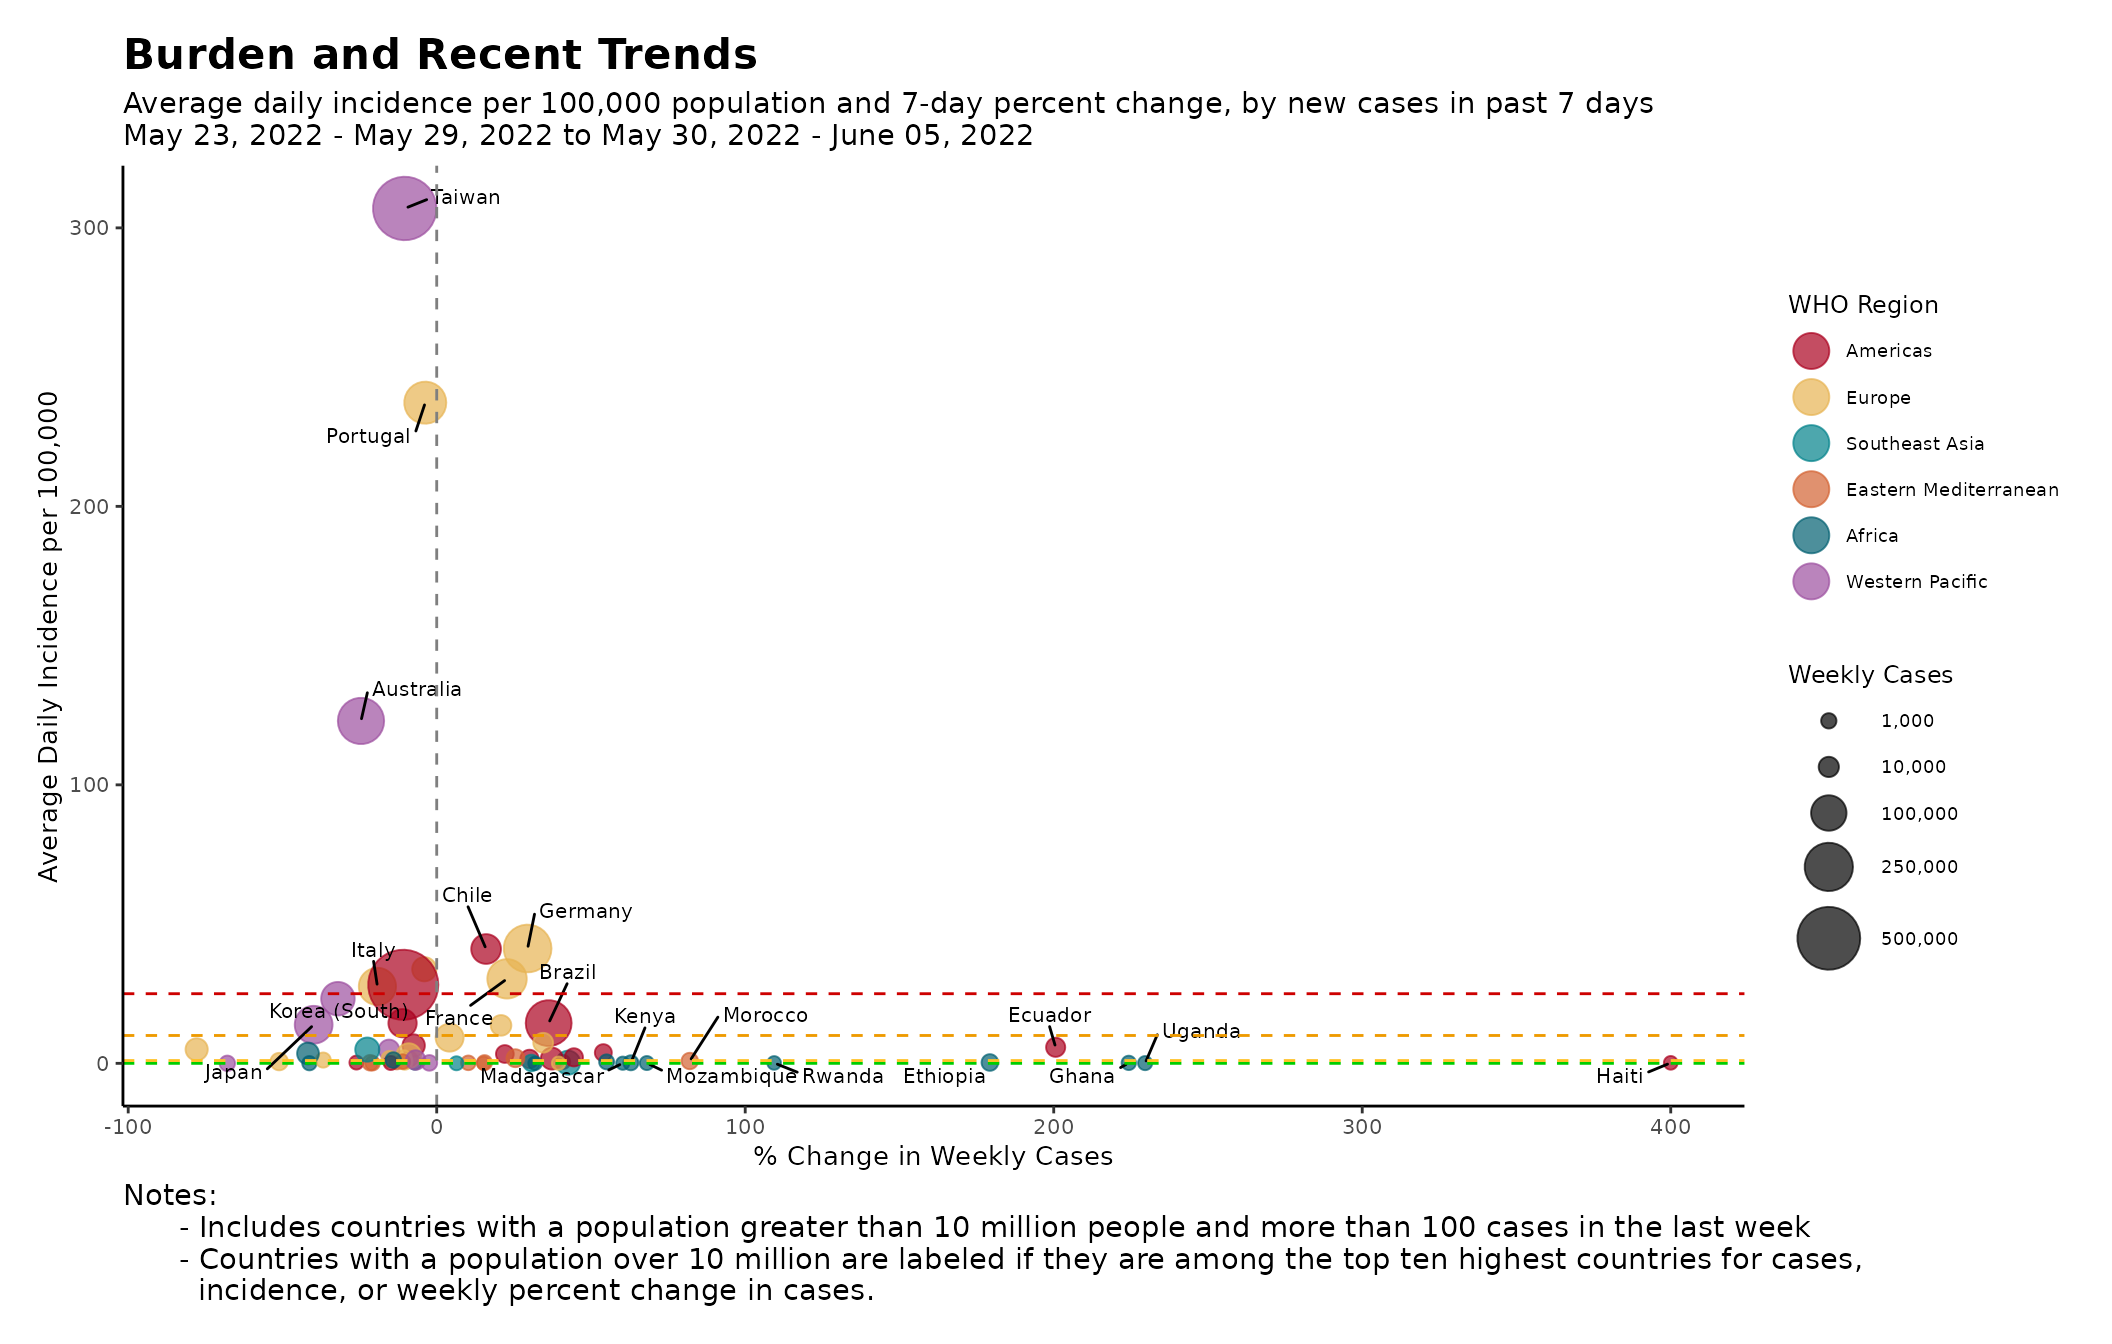 Burden and Recent Trends
Average daily incidence per 100,000 population and 7-day percent change, by new cases in past 7 days
May 23, 2022 - May 29, 2022 to May 30, 2022 - June 05, 2022
Average Daily Incidence per 100,000
300
200
100
0
Taiwan
Portugal
Australia
Chile
Germany
Italy
Brazil
Korea (South)
France
Kenya
Morocco
Ecuador
Uganda
Japan
Madagascar
Mozambique
Rwanda
Ethiopia
Ghana
Haiti
-100
0
100
200
300
400
% Change in Weekly Cases
WHO Region
Americas
Europe
Southeast Asia
Eastern Mediterranean
Africa
Western Pacific
Weekly Cases
1,000
10,000
100,000
250,000
500,000
Notes:
- Includes countries with a population greater than 10 million people and more than 100 cases in the last week
- Countries with a population over 10 million are labeled if they are among the top ten highest countries for cases,
incidence, or weekly percent change in cases.